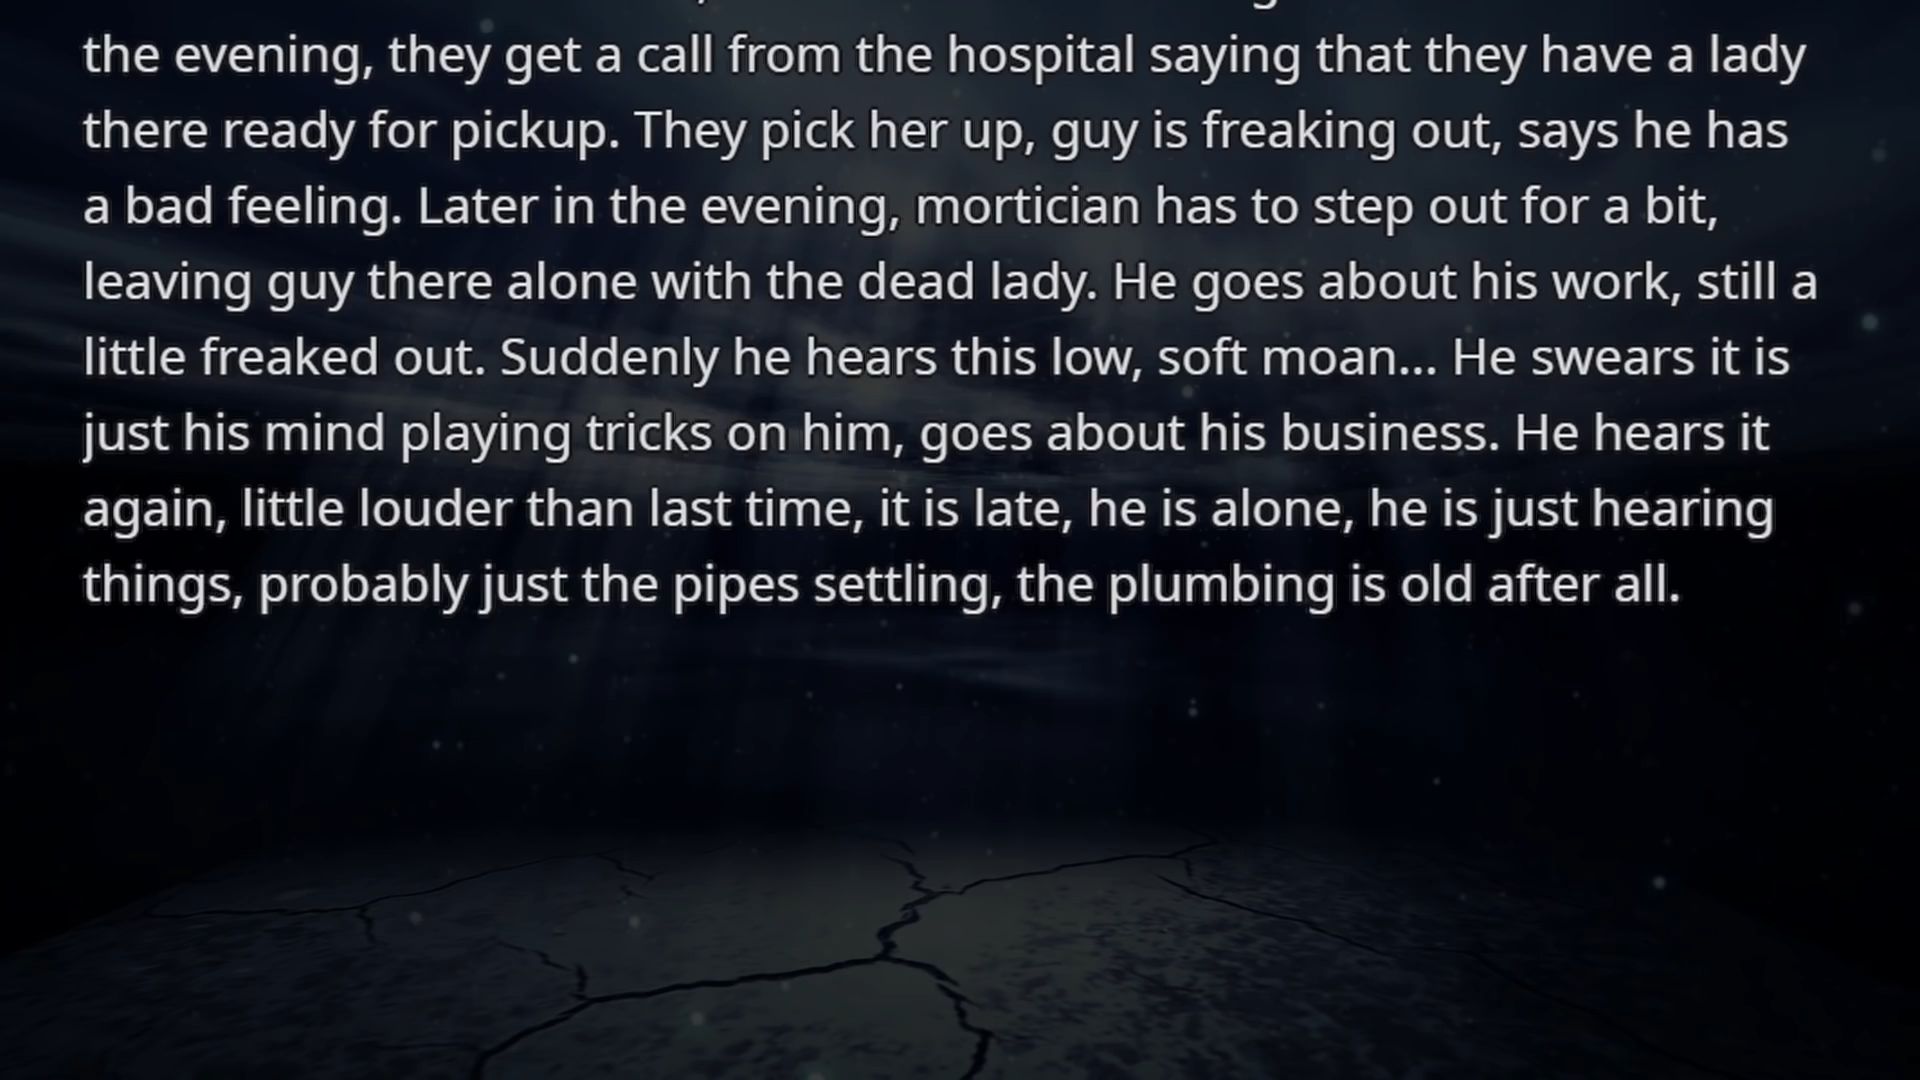 the evening, they get a call from the hospital saying that they have a lady
there ready for pickup. They pick her up, guy is freaking out, says he has
a bad feeling. Later in the evening, mortician has to step out for a bit,
leaving guy there alone with the dead lady. He goes about his work, still a
little freaked out. Suddenly he hears this low, soft moan... He swears it is
just his mind playing tricks on him, goes about his business. He hears it
again, little louder than last time, it is late, he is alone, he is just hearing
things, probably just the pipes settling, the plumbing is old after all.